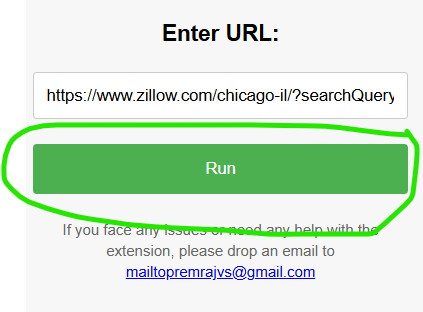 Enter URL:
https://www.zillow.com/chicago-il/?searchQuery
Run
If you face any issues or need any help with the
extension, please drop an email to
mailtopremrajvs@gmail.com